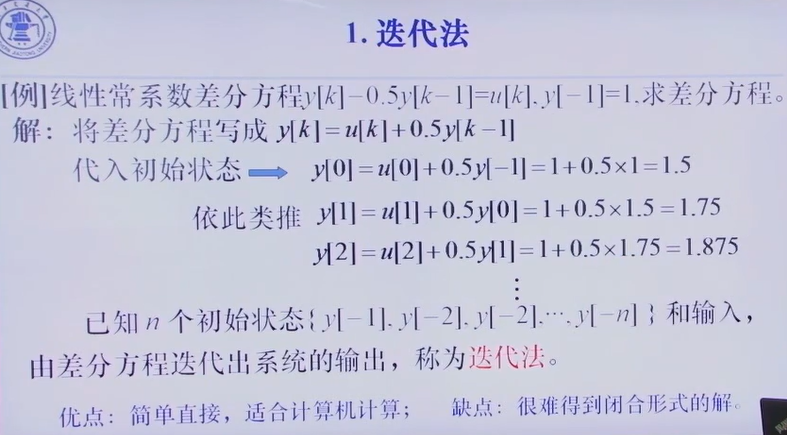 1. 迭代法
[例]线性常系数差分方程y[k]−0.5y[k−1]=u[k], y[−1]=1,求差分方程。
解：将差分方程写成 y[k]=u[k]+0.5y[k−1]
代入初始状态 y[0]=u[0]+0.5y[−1]=1+0.5×1=1.5
依此类推 y[1]=u[1]+0.5y[0]=1+0.5×1.5=1.75
y[2]=u[2]+0.5y[1]=1+0.5×1.75=1.875
⋮
已知 n 个初始状态{ y[−1], y[−2], y[−2],⋯, y[−n] } 和输入，
由差分方程迭代出系统的输出，称为迭代法。
优点：简单直接，适合计算机计算； 缺点：很难得到闭合形式的解。